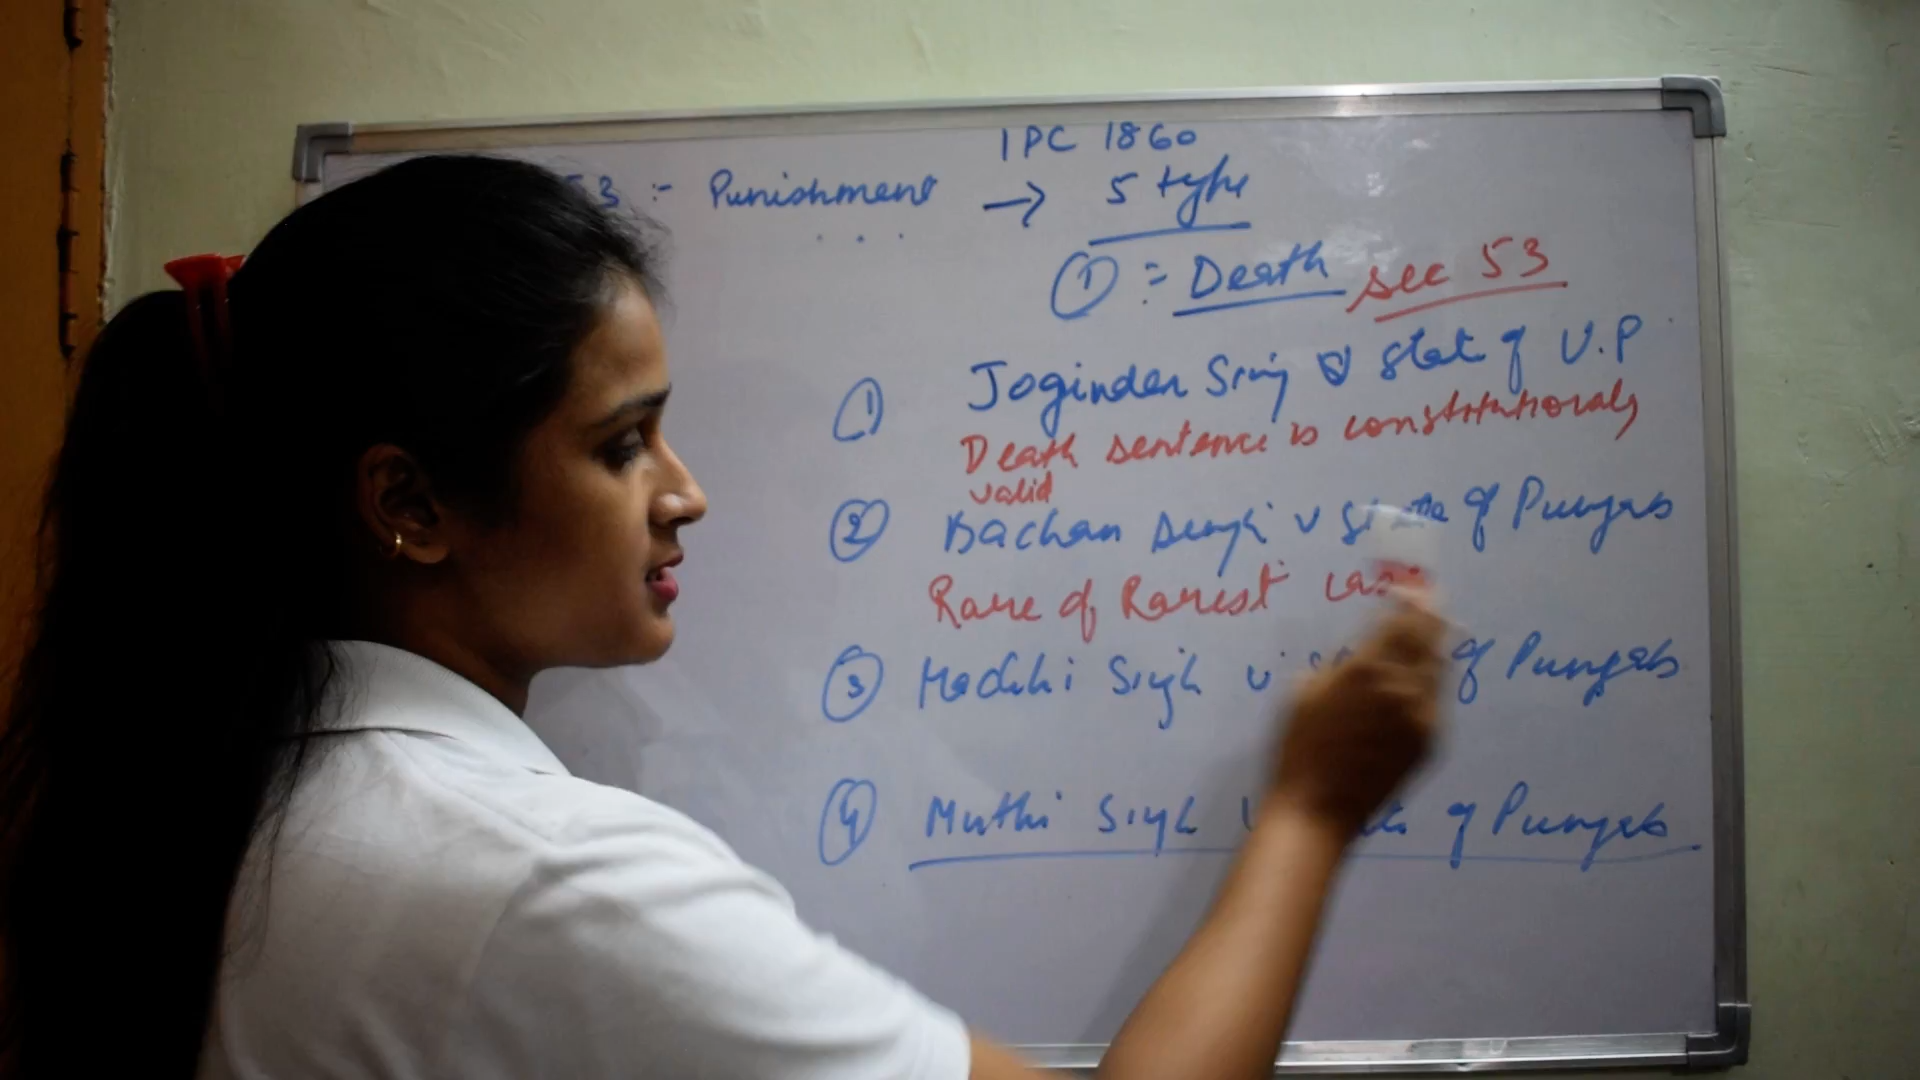 IPC 1860
53 :- Punishment → 5 type
① :- Death sec 53
① Joginder Sing v State of U.P
Death sentence is constitutionaly
valid
② Bachan Singh v State of Punjab
Rare of Rarest cas
③ Machhi Singh v of Punjab
④ Muthi Singh v of Punjab